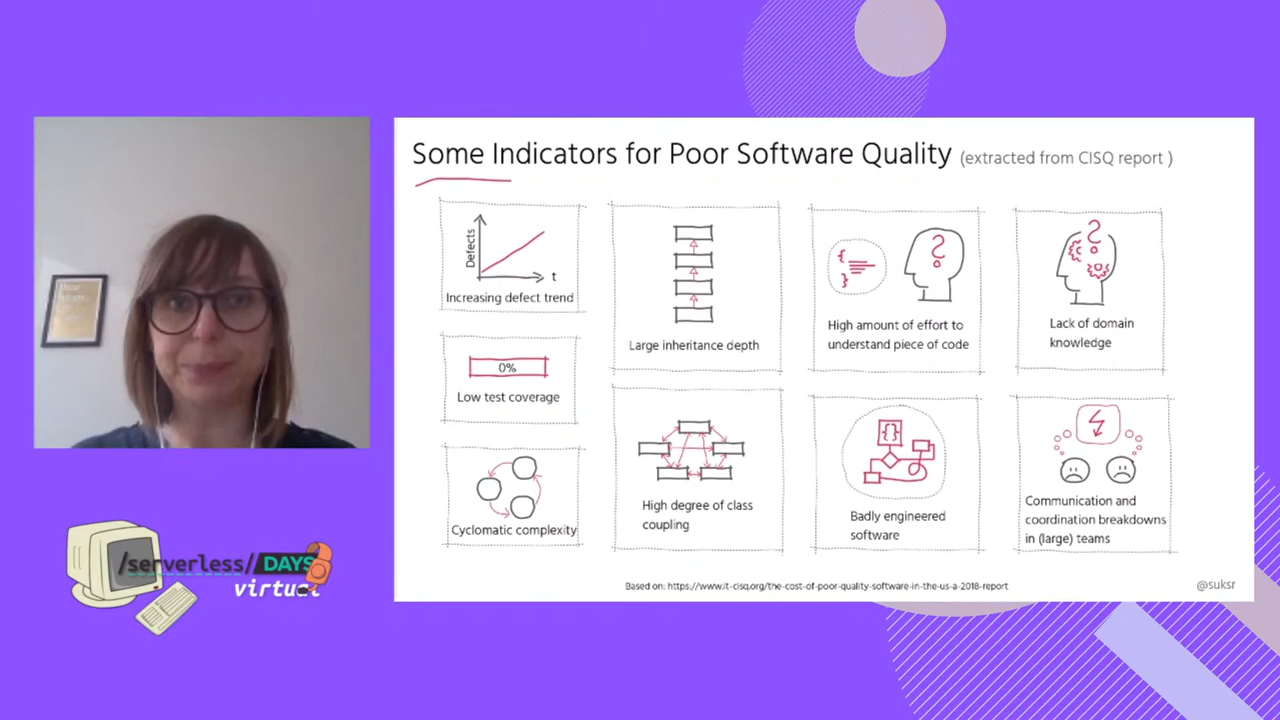 Some Indicators for Poor Software Quality (extracted from CISQ report )
Defects
t
Increasing defect trend
0%
Low test coverage
Cyclomatic complexity
Large inheritance depth
High degree of class
coupling
{
}
?
High amount of effort to
understand piece of code
{}
Badly engineered
software
?
Lack of domain
knowledge
Communication and
coordination breakdowns
in (large) teams
Based on: https://www.it-cisq.org/the-cost-of-poor-quality-software-in-the-us-a-2018-report
@suksr
/serverless/DAYS
virtual